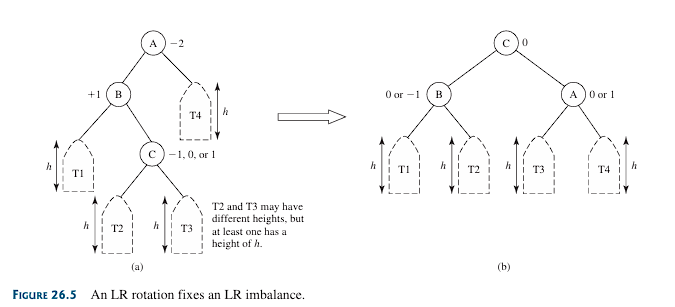 A −2
C 0
+1 B
0 or −1 B
A 0 or 1
T4 h
C −1, 0, or 1
h T1
h T1
h T2
h T3
T4 h
h T2
h T3
T2 and T3 may have
different heights, but
at least one has a
height of h.
(a)
(b)
FIGURE 26.5 An LR rotation fixes an LR imbalance.